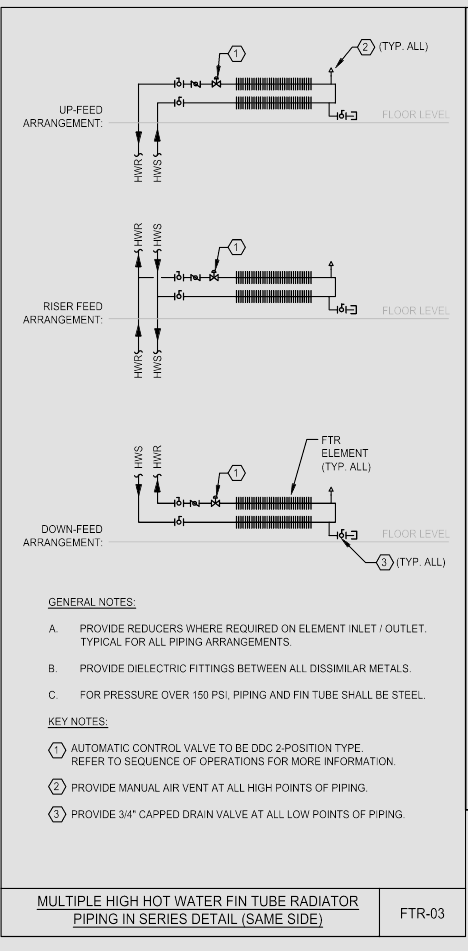 1
2 (TYP. ALL)
UP-FEED
ARRANGEMENT:
FLOOR LEVEL
HWR
HWS
HWR
HWS
1
RISER FEED
ARRANGEMENT:
FLOOR LEVEL
HWR
HWS
HWS
HWR
FTR
ELEMENT
(TYP. ALL)
1
DOWN-FEED
ARRANGEMENT:
FLOOR LEVEL
3 (TYP. ALL)
GENERAL NOTES:
A. PROVIDE REDUCERS WHERE REQUIRED ON ELEMENT INLET / OUTLET.
TYPICAL FOR ALL PIPING ARRANGEMENTS.
B. PROVIDE DIELECTRIC FITTINGS BETWEEN ALL DISSIMILAR METALS.
C. FOR PRESSURE OVER 150 PSI, PIPING AND FIN TUBE SHALL BE STEEL.
KEY NOTES:
1 AUTOMATIC CONTROL VALVE TO BE DDC 2-POSITION TYPE.
REFER TO SEQUENCE OF OPERATIONS FOR MORE INFORMATION.
2 PROVIDE MANUAL AIR VENT AT ALL HIGH POINTS OF PIPING.
3 PROVIDE 3/4" CAPPED DRAIN VALVE AT ALL LOW POINTS OF PIPING.
MULTIPLE HIGH HOT WATER FIN TUBE RADIATOR
PIPING IN SERIES DETAIL (SAME SIDE)
FTR-03